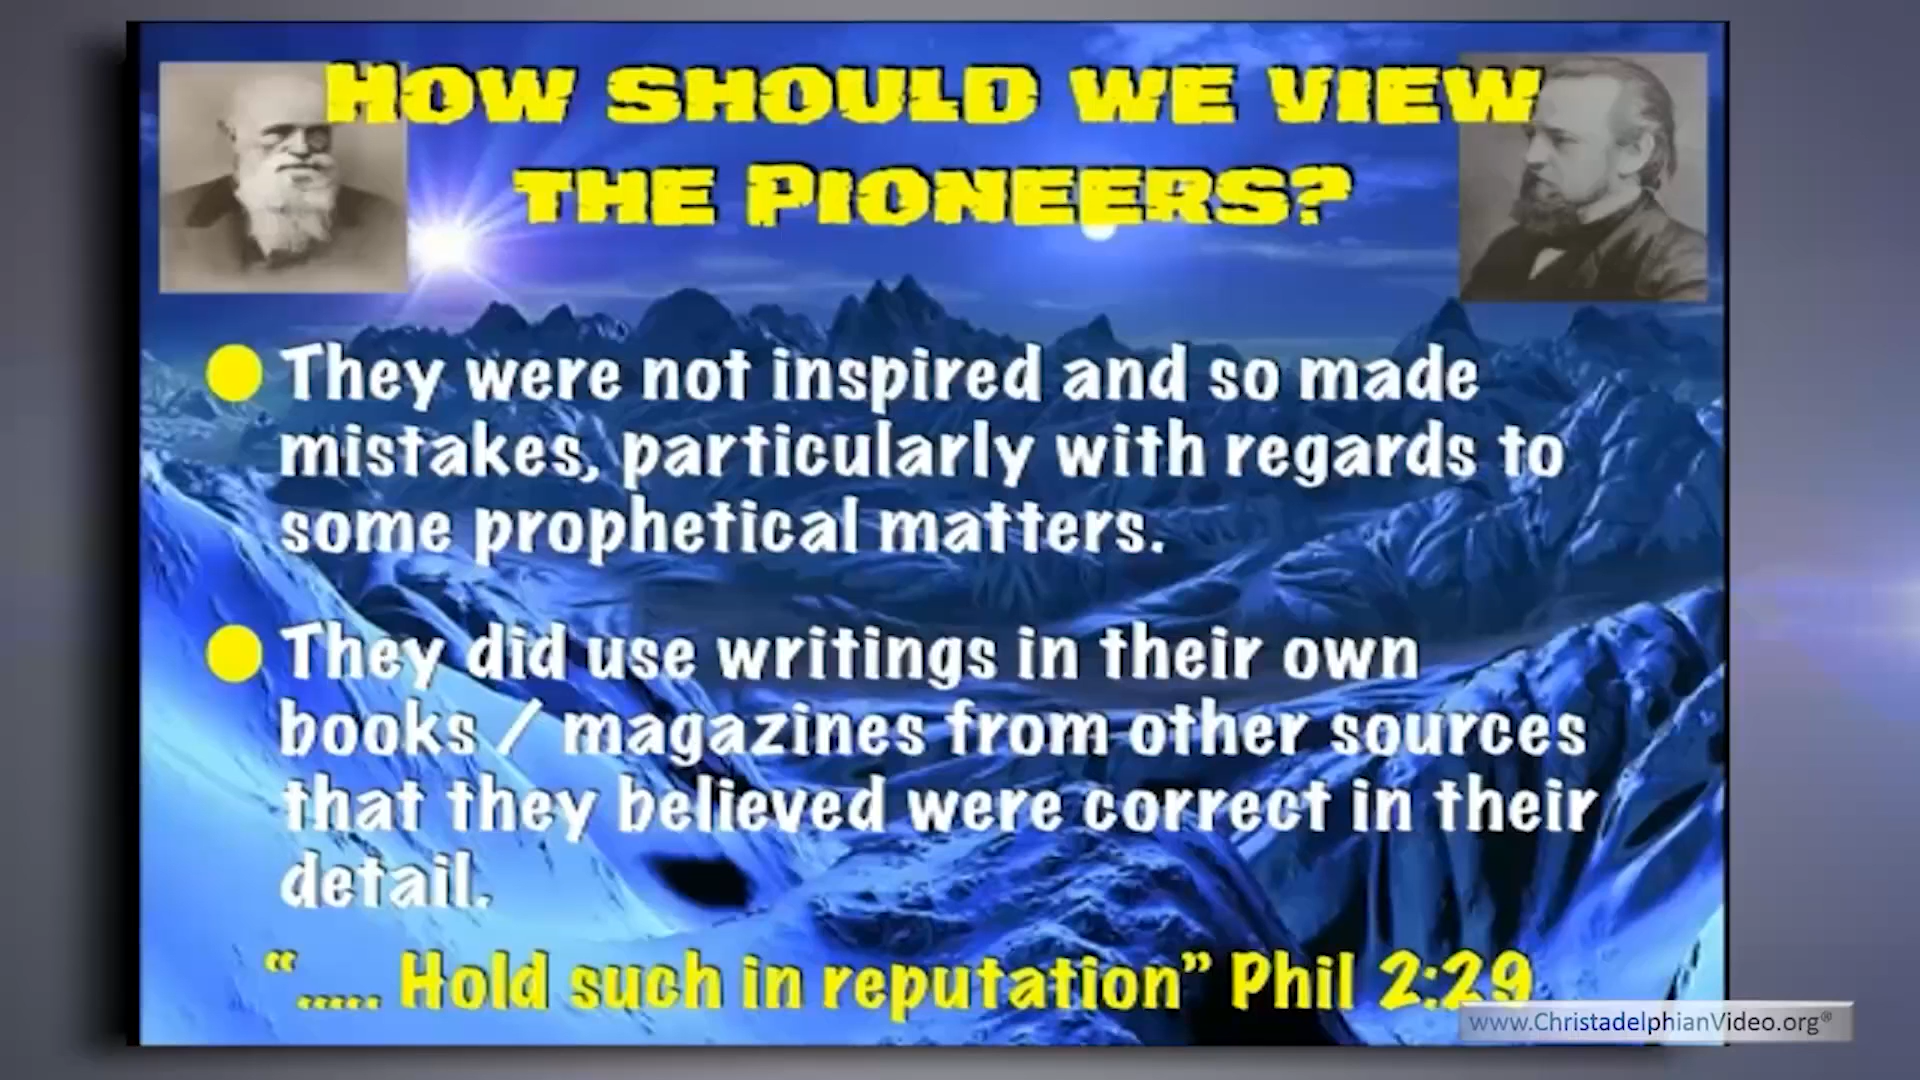 How should we view
the Pioneers?
They were not inspired and so made
mistakes, particularly with regards to
some prophetical matters.
They did use writings in their own
books / magazines from other sources
that they believed were correct in their
detail.
“..... Hold such in reputation” Phil 2:29
www.ChristadelphianVideo.org®